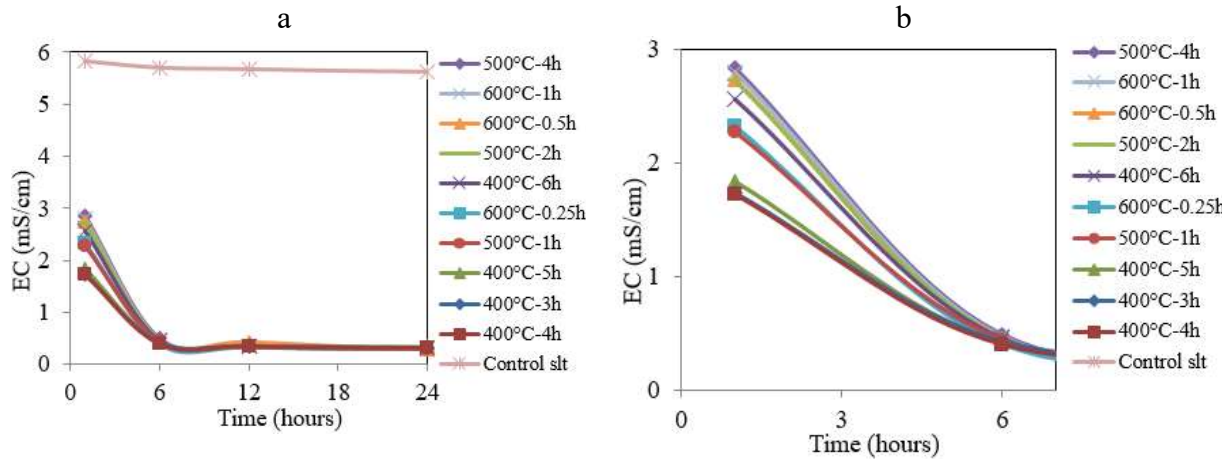 a
6
5
4
3
2
1
0
EC (mS/cm)
0
6
12
18
24
Time (hours)
500°C-4h
600°C-1h
600°C-0.5h
500°C-2h
400°C-6h
600°C-0.25h
500°C-1h
400°C-5h
400°C-3h
400°C-4h
Control slt
b
3
2
1
0
EC (mS/cm)
0
3
6
Time (hours)
500°C-4h
600°C-1h
600°C-0.5h
500°C-2h
400°C-6h
600°C-0.25h
500°C-1h
400°C-5h
400°C-3h
400°C-4h
Control slt